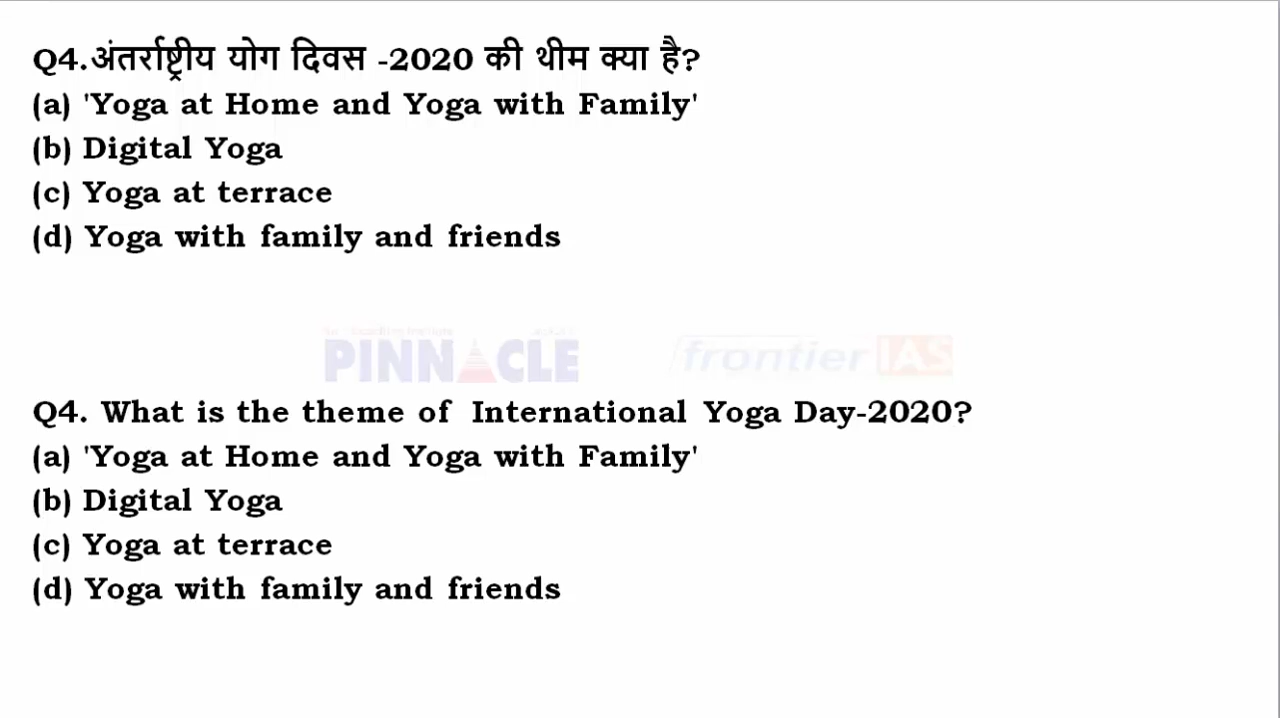 Q4.अंतर्राष्ट्रीय योग दिवस -2020 की थीम क्या है?
(a) 'Yoga at Home and Yoga with Family'
(b) Digital Yoga
(c) Yoga at terrace
(d) Yoga with family and friends
PINNACLE frontier IAS
Q4. What is the theme of International Yoga Day-2020?
(a) 'Yoga at Home and Yoga with Family'
(b) Digital Yoga
(c) Yoga at terrace
(d) Yoga with family and friends